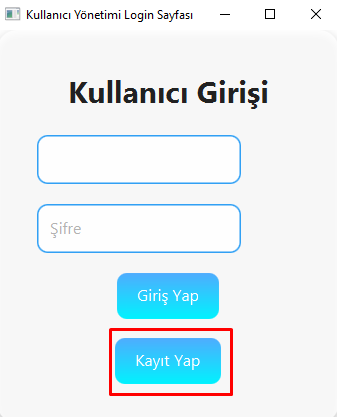 Kullanıcı Yönetimi Login Sayfası
Kullanıcı Girişi
Şifre
Giriş Yap
Kayıt Yap